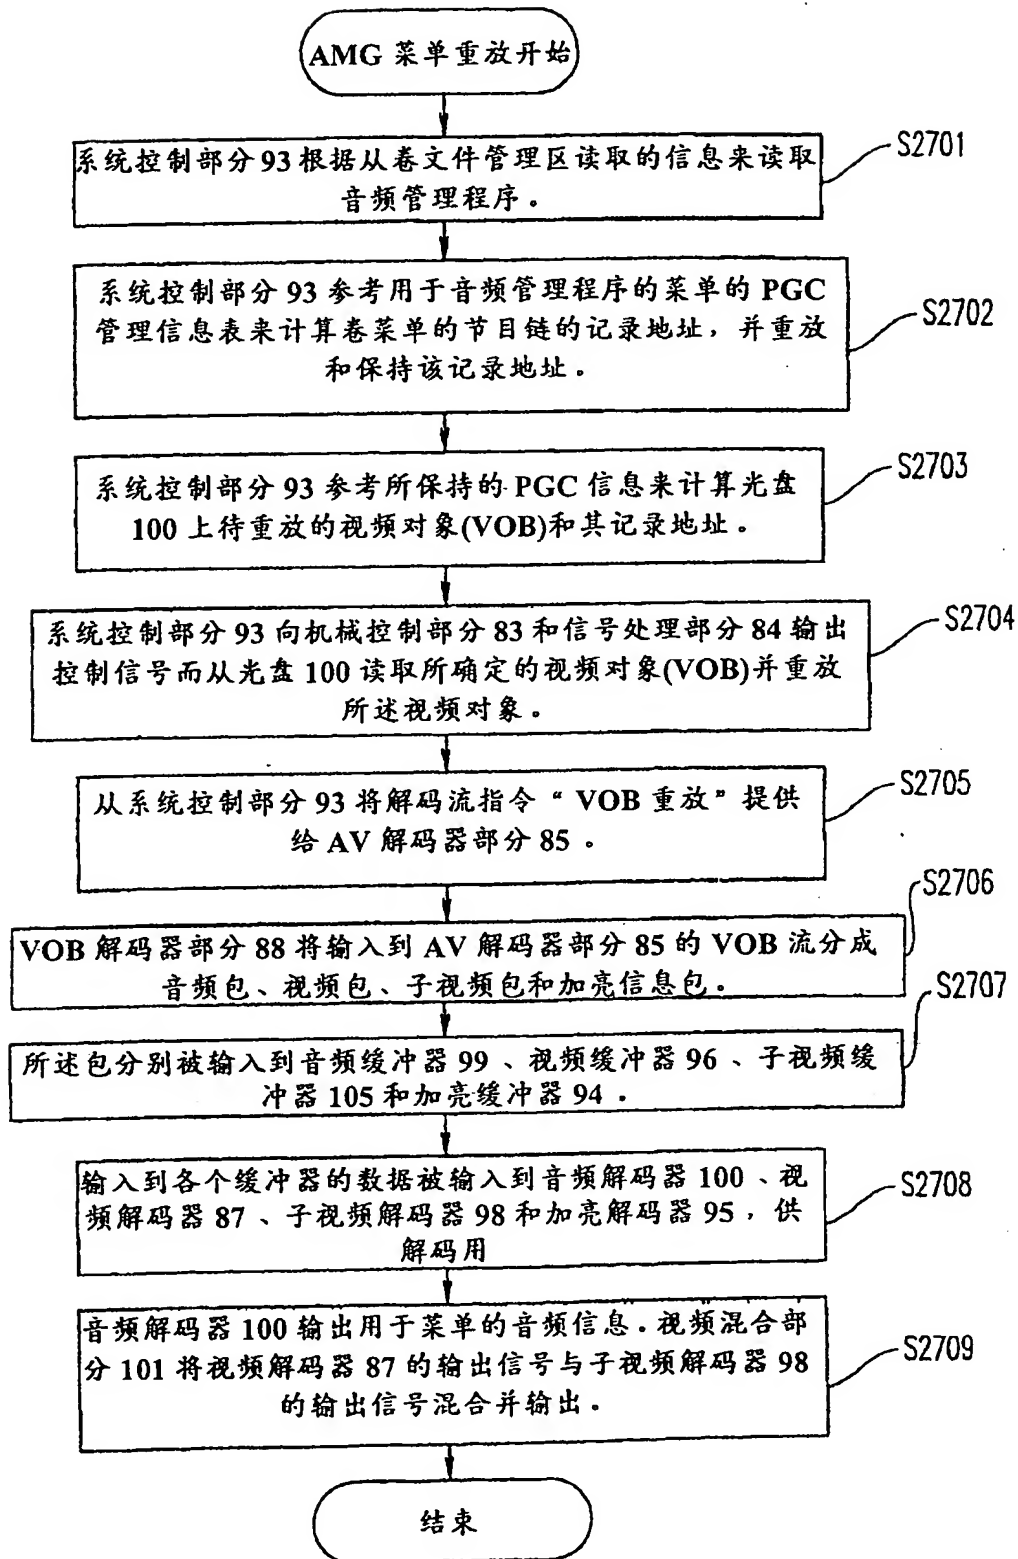 AMG 菜单重放开始
系统控制部分 93 根据从卷文件管理区读取的信息来读取
音频管理程序。
S2701
系统控制部分 93 参考用于音频管理程序的菜单的 PGC
管理信息表来计算卷菜单的节目链的记录地址，并重放
和保持该记录地址。
S2702
系统控制部分 93 参考所保持的 PGC 信息来计算光盘
100 上待重放的视频对象(VOB)和其记录地址。
S2703
系统控制部分 93 向机械控制部分 83 和信号处理部分 84 输出
控制信号而从光盘 100 读取所确定的视频对象(VOB)并重放
所述视频对象。
S2704
从系统控制部分 93 将解码流指令“VOB 重放”提供
给 AV 解码器部分 85 。
S2705
VOB 解码器部分 88 将输入到 AV 解码器部分 85 的 VOB 流分成
音频包、视频包、子视频包和加亮信息包。
S2706
所述包分别被输入到音频缓冲器 99 、视频缓冲器 96 、子视频缓
冲器 105 和加亮缓冲器 94 .
S2707
输入到各个缓冲器的数据被输入到音频解码器 100 、视
频解码器 87 、子视频解码器 98 和加亮解码器 95 ，供
解码用
S2708
音频解码器 100 输出用于菜单的音频信息.视频混合部
分 101 将视频解码器 87 的输出信号与子视频解码器 98
的输出信号混合并输出.
S2709
结束